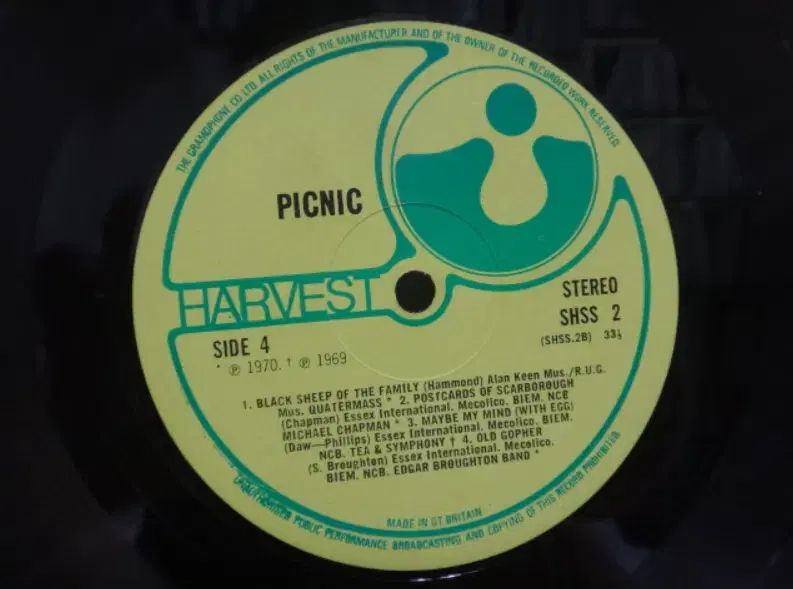 THE GRAMOPHONE CO LTD. ALL RIGHTS OF THE MANUFACTURER AND OF THE OWNER OF THE RECORDED WORK RESERVED
PICNIC
HARVEST
STEREO
SHSS 2
(SHSS.2B) 33⅓
SIDE 4
* ℗ 1970. † ℗ 1969
1. BLACK SHEEP OF THE FAMILY (Hammond) Alan Keen Mus./R.U.G.
Mus. QUATERMASS * 2. POSTCARDS OF SCARBOROUGH
(Chapman) Essex International. Mecolico. BIEM. NCB
MICHAEL CHAPMAN * 3. MAYBE MY MIND (WITH EGG)
(Daw—Phillips) Essex International. Mecolico. BIEM.
NCB. TEA & SYMPHONY † 4. OLD GOPHER
(S. Broughton) Essex International. Mecolico.
BIEM. NCB. EDGAR BROUGHTON BAND *
MADE IN GT BRITAIN
UNAUTHORISED PUBLIC PERFORMANCE BROADCASTING AND COPYING OF THIS RECORD PROHIBITED